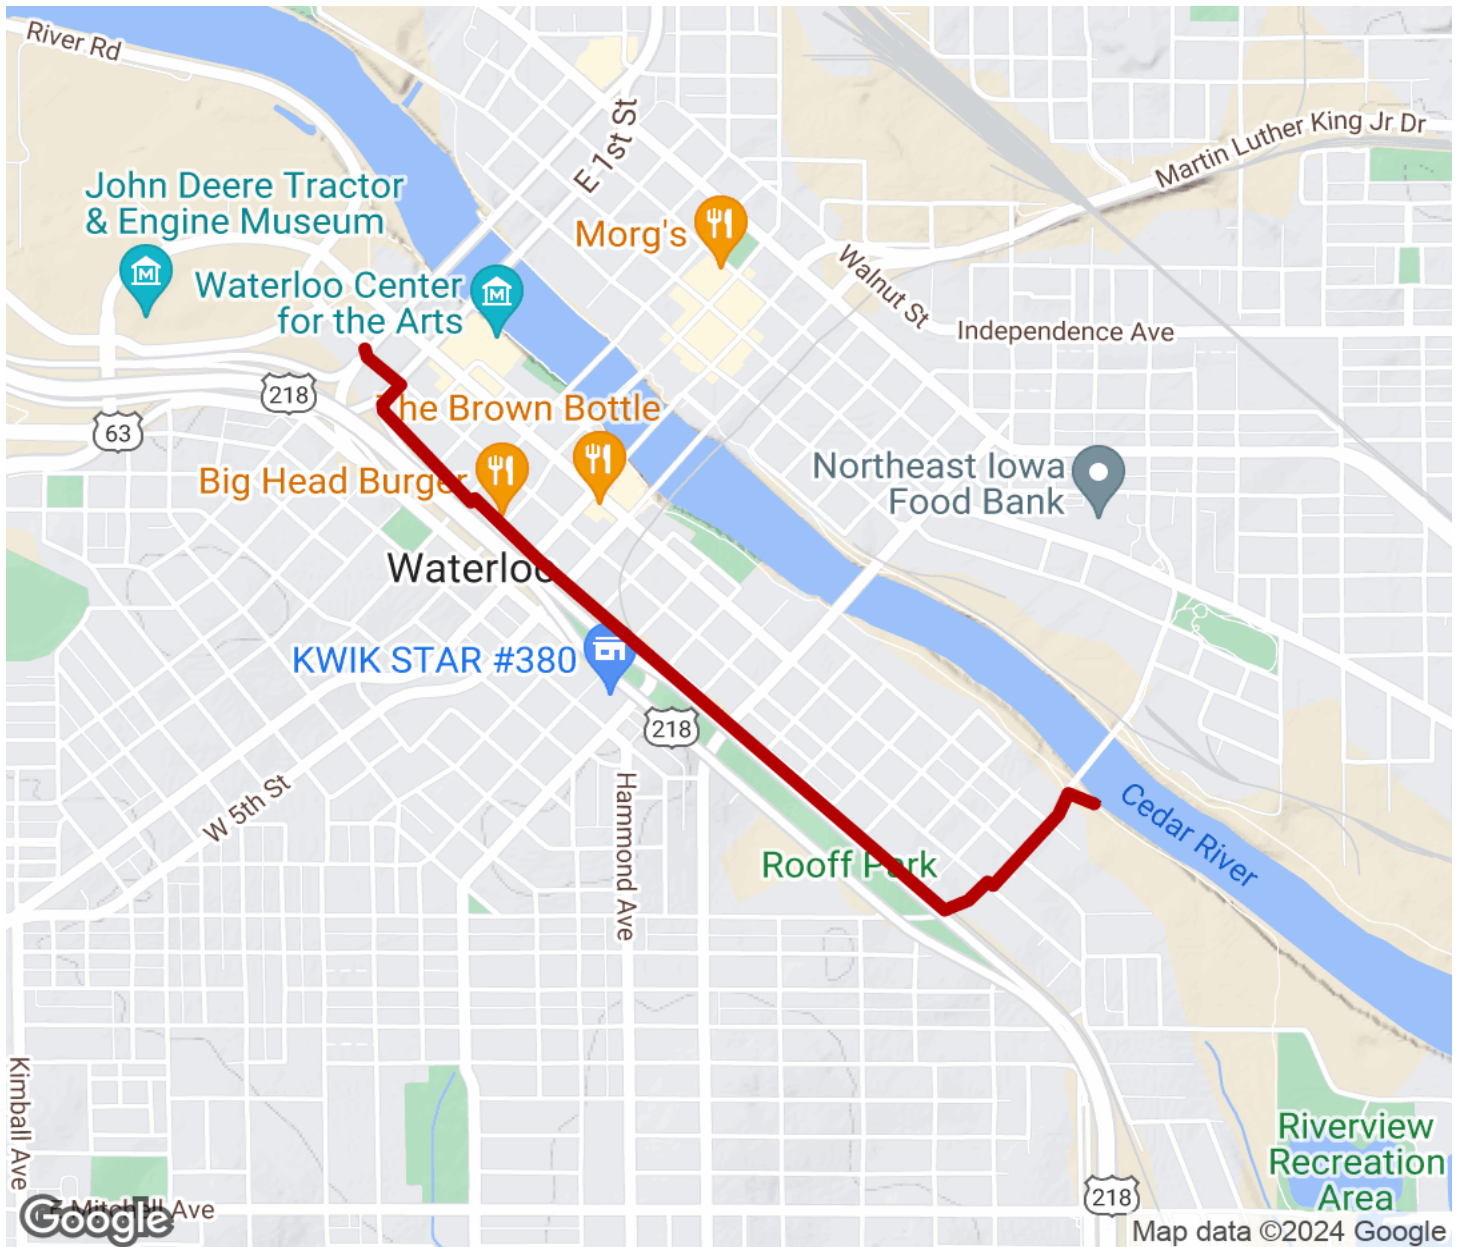 River Rd
E 1st St
Martin Luther King Jr Dr
John Deere Tractor
& Engine Museum
Morg's
Walnut St
Waterloo Center
for the Arts
Independence Ave
218
63
The Brown Bottle
Big Head Burger
Northeast Iowa
Food Bank
Waterloo
KWIK STAR #380
218
W 5th St
Hammond Ave
Cedar River
Rooff Park
Kimball Ave
Riverview
Recreation
Area
218
E Mitchell Ave
Google
Map data ©2024 Google